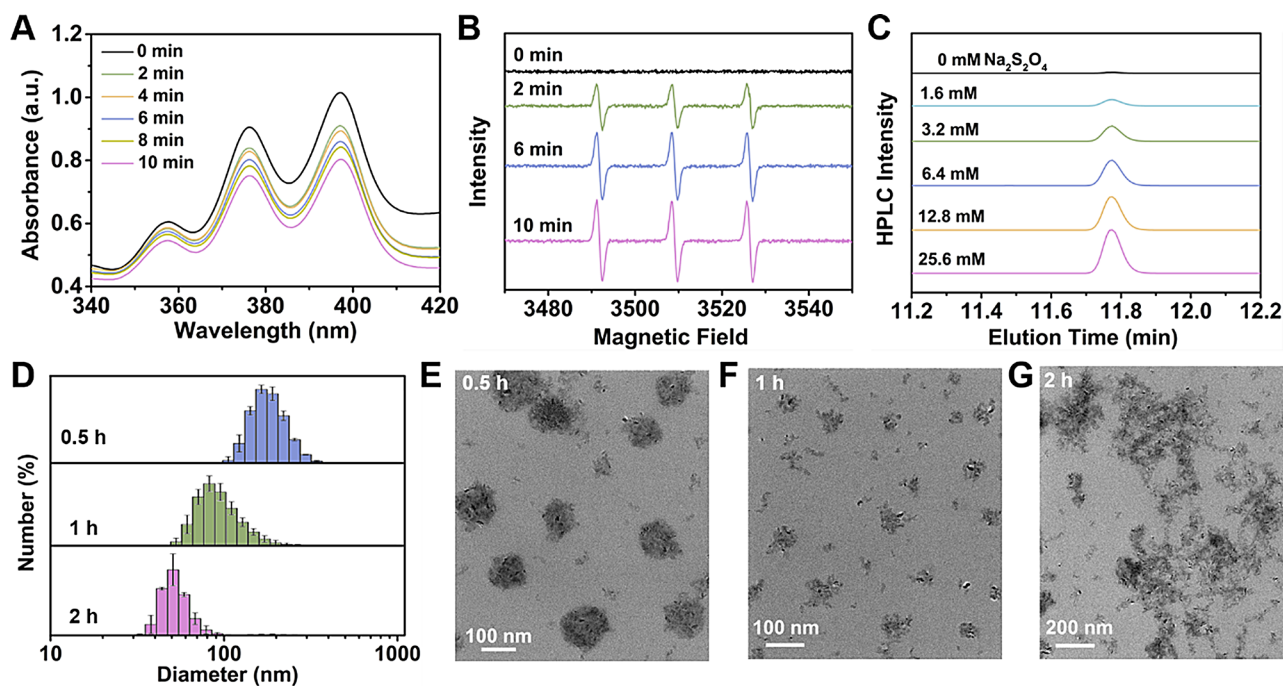 A
1.2
1.0
0.8
0.6
0.4
340
360
380
400
420
Absorbance (a.u.)
Wavelength (nm)
0 min
2 min
4 min
6 min
8 min
10 min
B
0 min
2 min
6 min
10 min
Intensity
3480
3500
3520
3540
Magnetic Field
C
0 mM Na₂S₂O₄
1.6 mM
3.2 mM
6.4 mM
12.8 mM
25.6 mM
HPLC Intensity
11.2
11.4
11.6
11.8
12.0
12.2
Elution Time (min)
D
0.5 h
1 h
2 h
Number (%)
10
100
1000
Diameter (nm)
E
0.5 h
100 nm
F
1 h
100 nm
G
2 h
200 nm